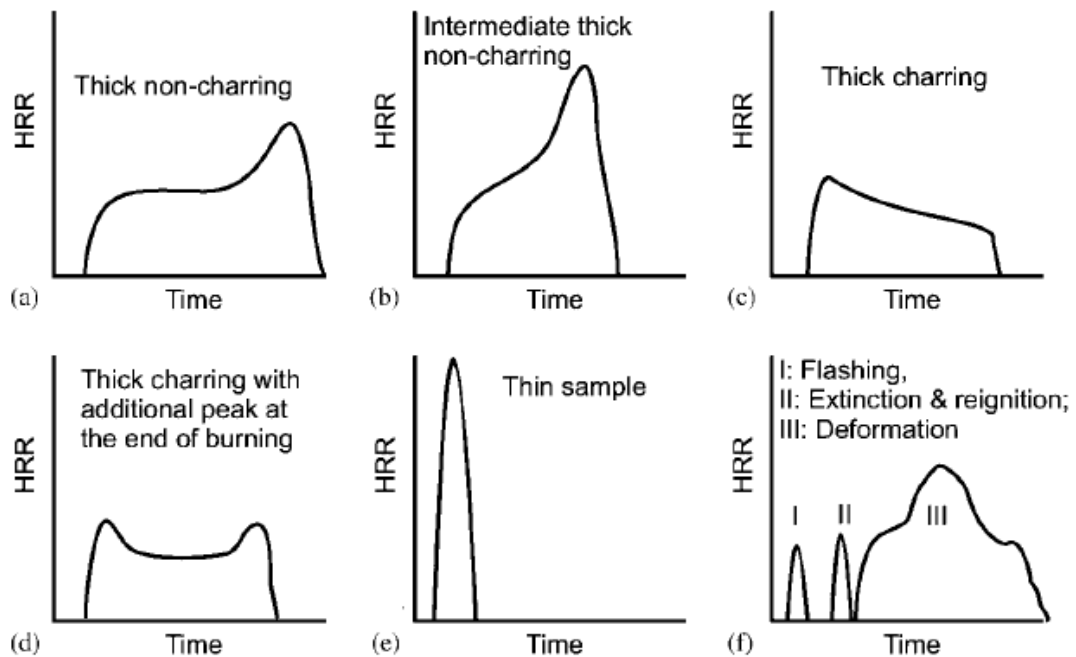 Thick non-charring
HRR
(a)
Time
Intermediate thick
non-charring
HRR
(b)
Time
Thick charring
HRR
(c)
Time
Thick charring with
additional peak at
the end of burning
HRR
(d)
Time
Thin sample
HRR
(e)
Time
I: Flashing,
II: Extinction & reignition;
III: Deformation
HRR
I
II
III
(f)
Time